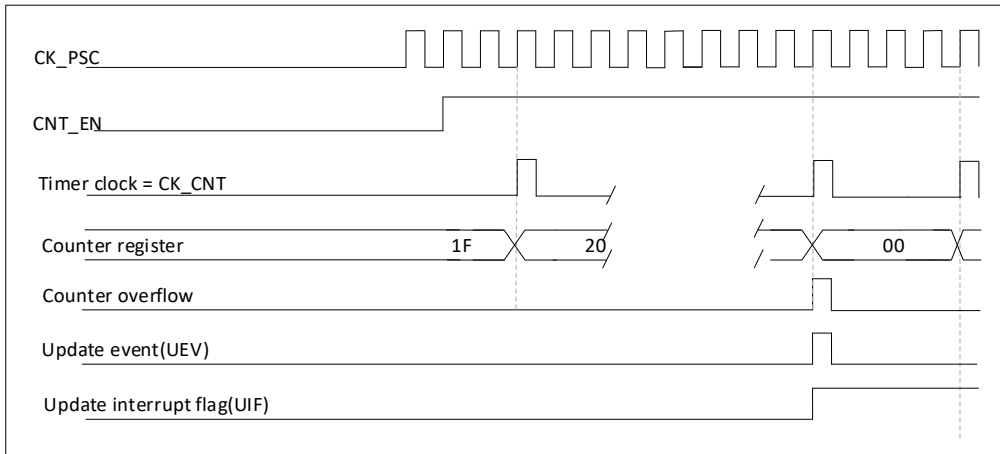 CK_PSC
CNT_EN
Timer clock = CK_CNT
Counter register 1F 20 00
Counter overflow
Update event(UEV)
Update interrupt flag(UIF)